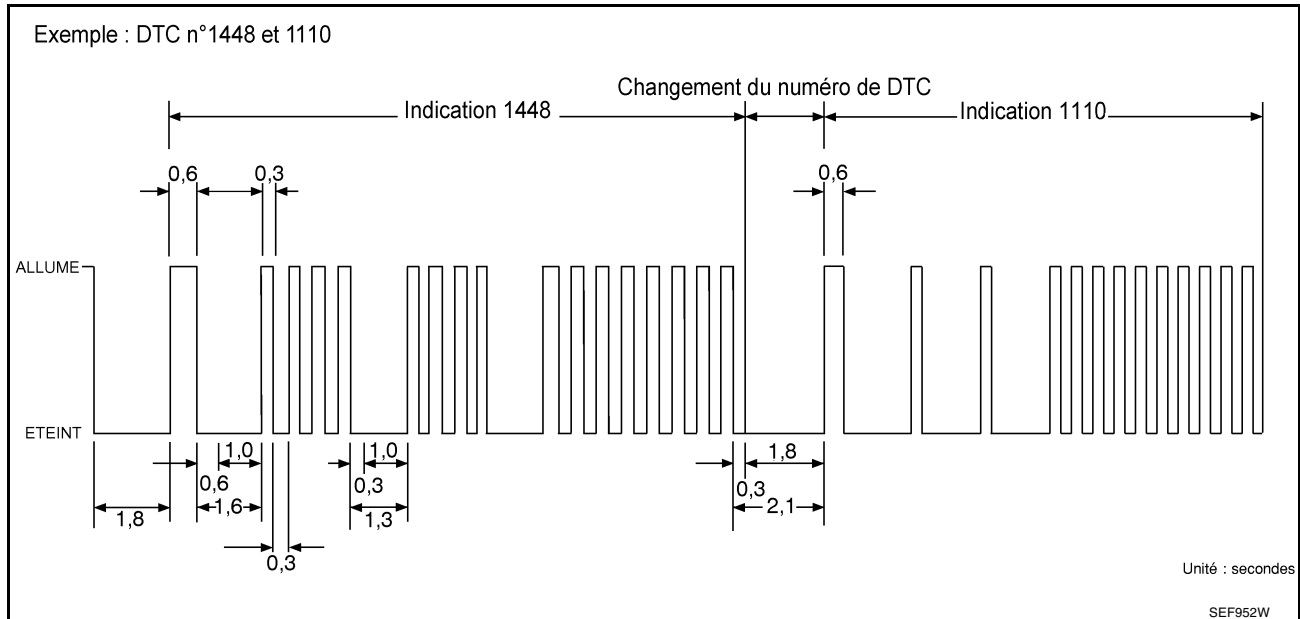 Exemple : DTC n°1448 et 1110
Changement du numéro de DTC
Indication 1448
Indication 1110
0,6
0,3
0,6
ALLUME
ETEINT
1,0
1,0
1,8
0,6
0,3
0,3
1,8
1,6
1,3
2,1
0,3
Unité : secondes
SEF952W